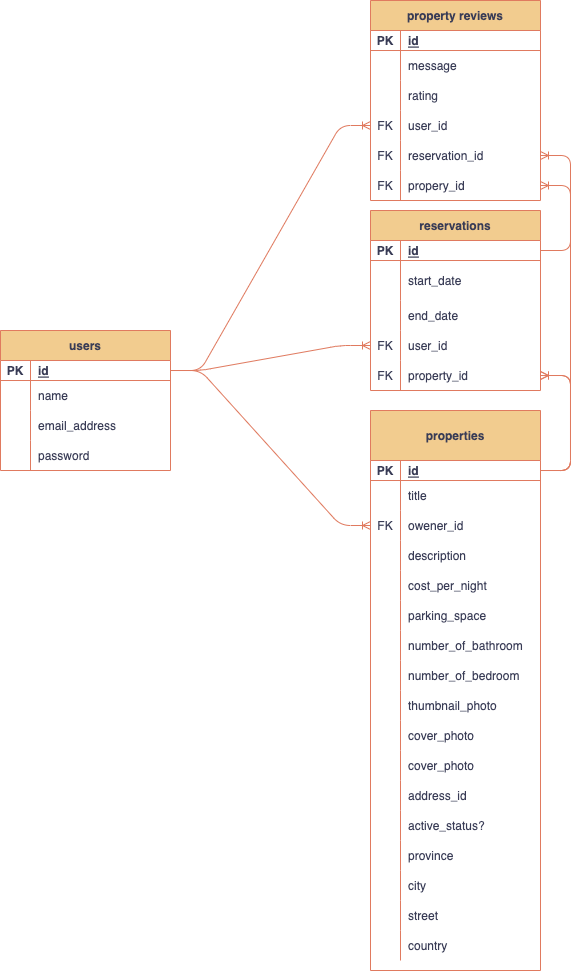 property reviews
PK id
message
rating
FK user_id
FK reservation_id
FK propery_id
reservations
PK id
start_date
end_date
FK user_id
FK property_id
users
PK id
name
email_address
password
properties
PK id
title
FK owener_id
description
cost_per_night
parking_space
number_of_bathroom
number_of_bedroom
thumbnail_photo
cover_photo
cover_photo
address_id
active_status?
province
city
street
country